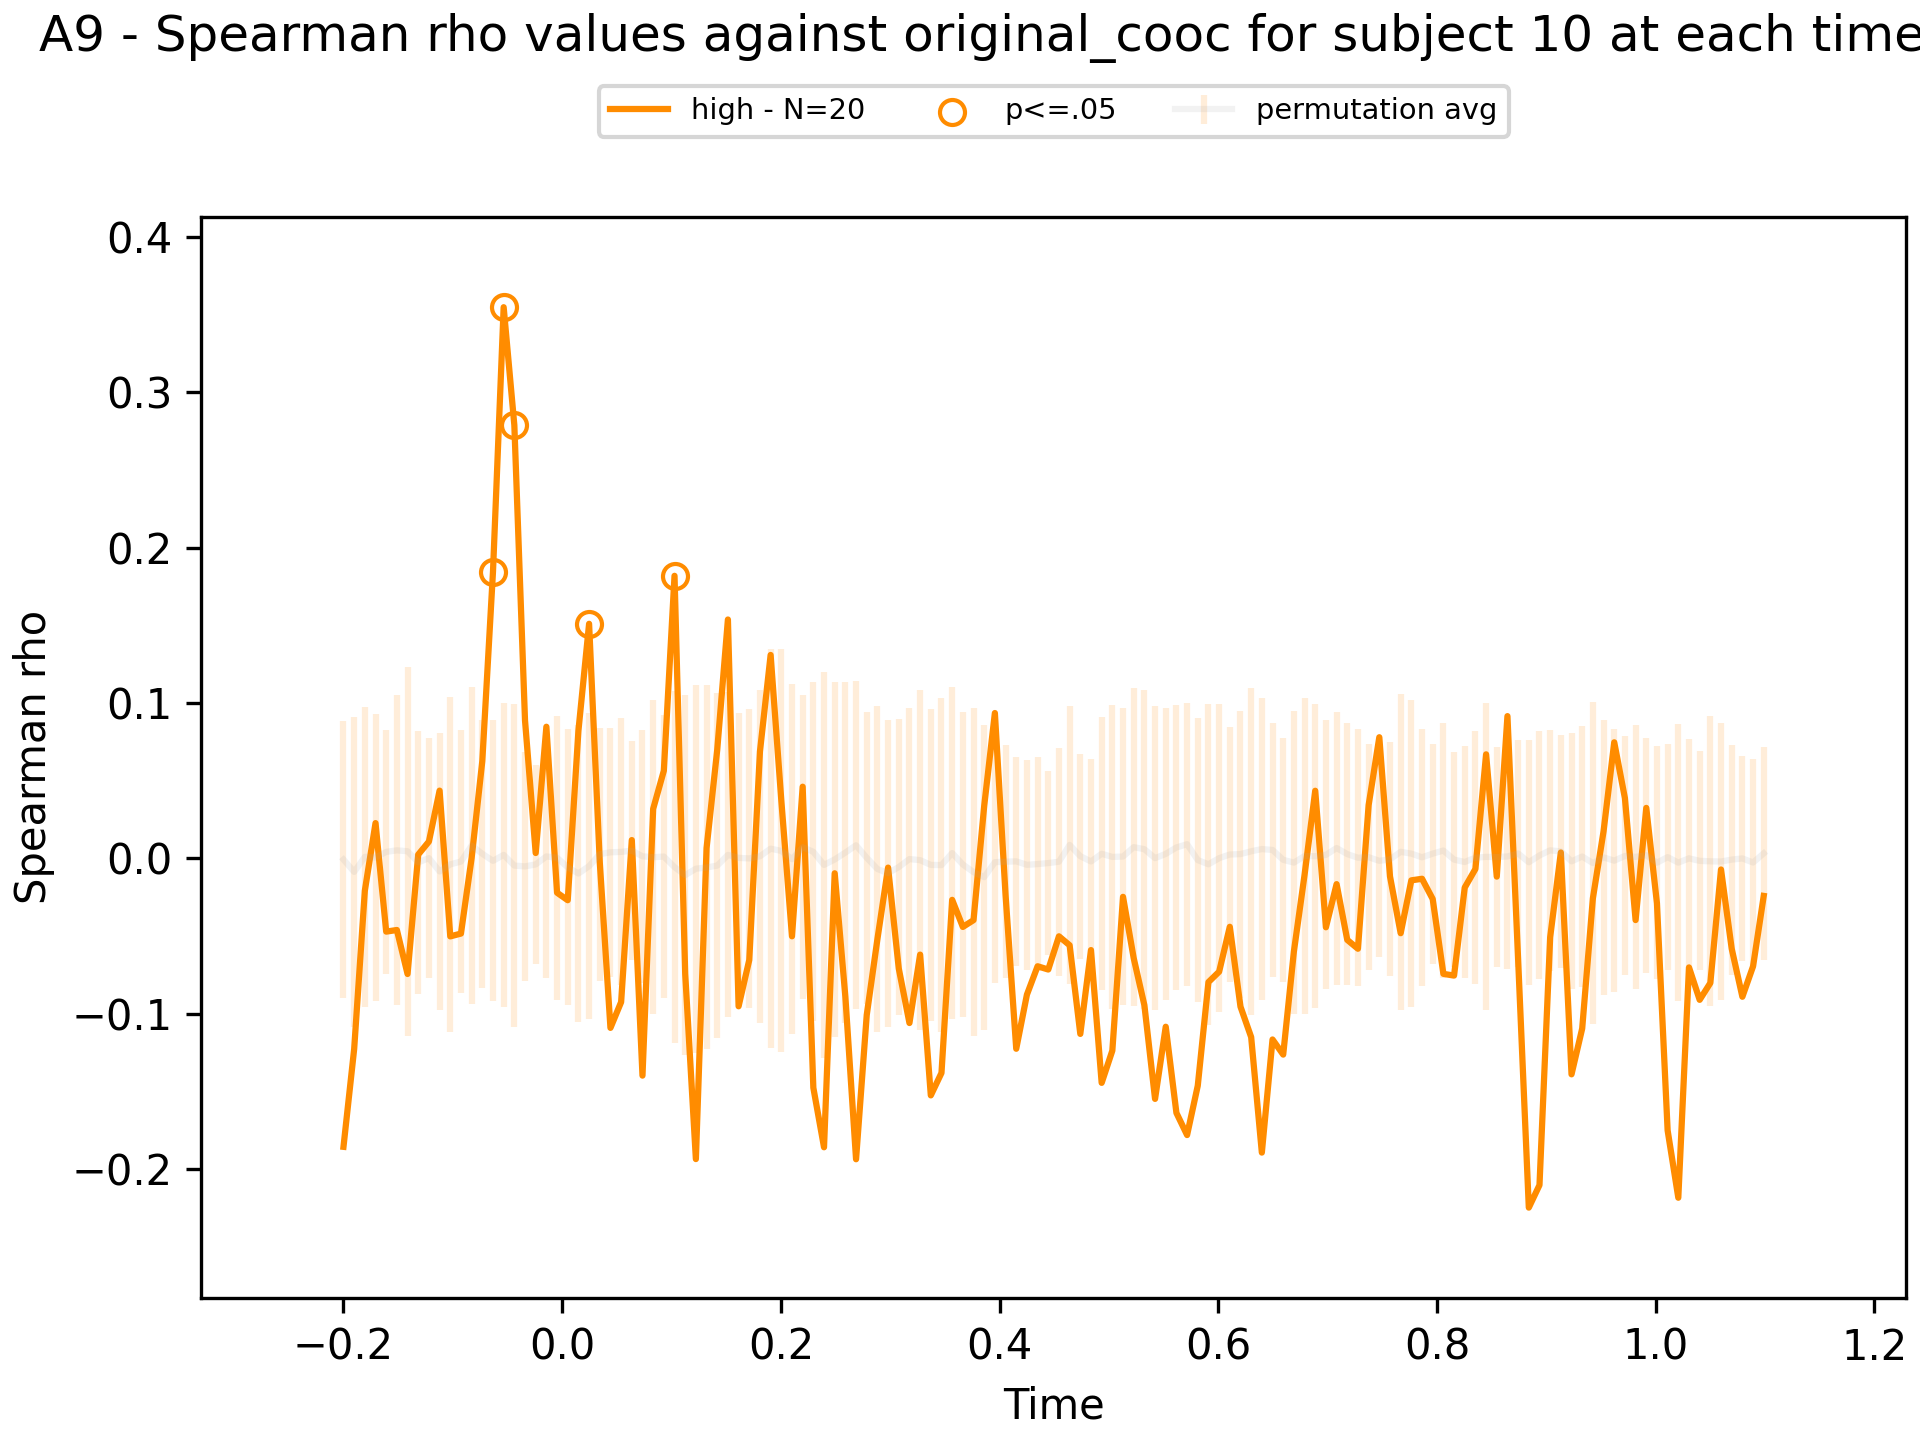 A9 - Spearman rho values against original_cooc for subject 10 at each time
high - N=20 p<=.05 permutation avg
0.4
0.3
0.2
0.1
0.0
−0.1
−0.2
Spearman rho
−0.2 0.0 0.2 0.4 0.6 0.8 1.0 1.2
Time